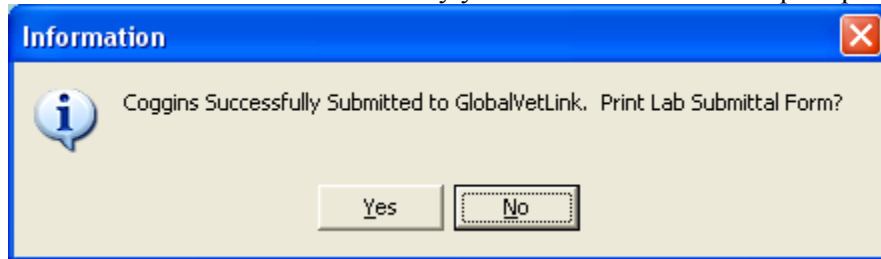 Information
Coggins Successfully Submitted to GlobalVetLink.  Print Lab Submittal Form?
Yes
No